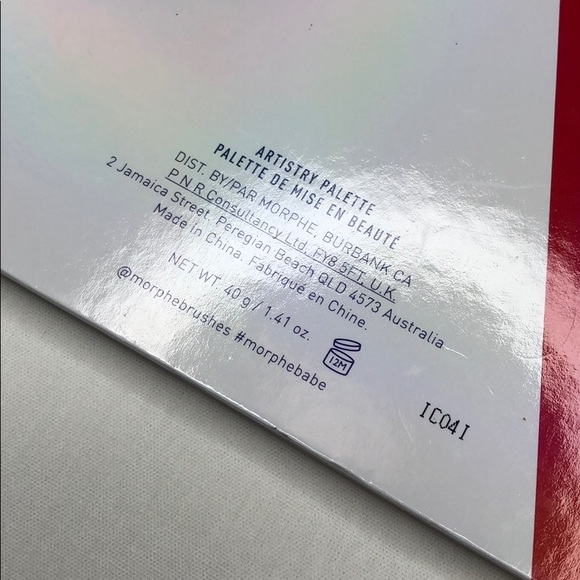 ARTISTRY PALETTE
PALETTE DE MISE EN BEAUTÉ
DIST. BY/PAR MORPHE, BURBANK CA
P N R Consultancy Ltd, FY8 5FT, U.K.
2 Jamaica Street, Peregian Beach QLD 4573 Australia
Made in China. Fabriqué en Chine.
NET WT. 40 g / 1.41 oz.
12M
@morphebrushes #morphebabe
IC04I